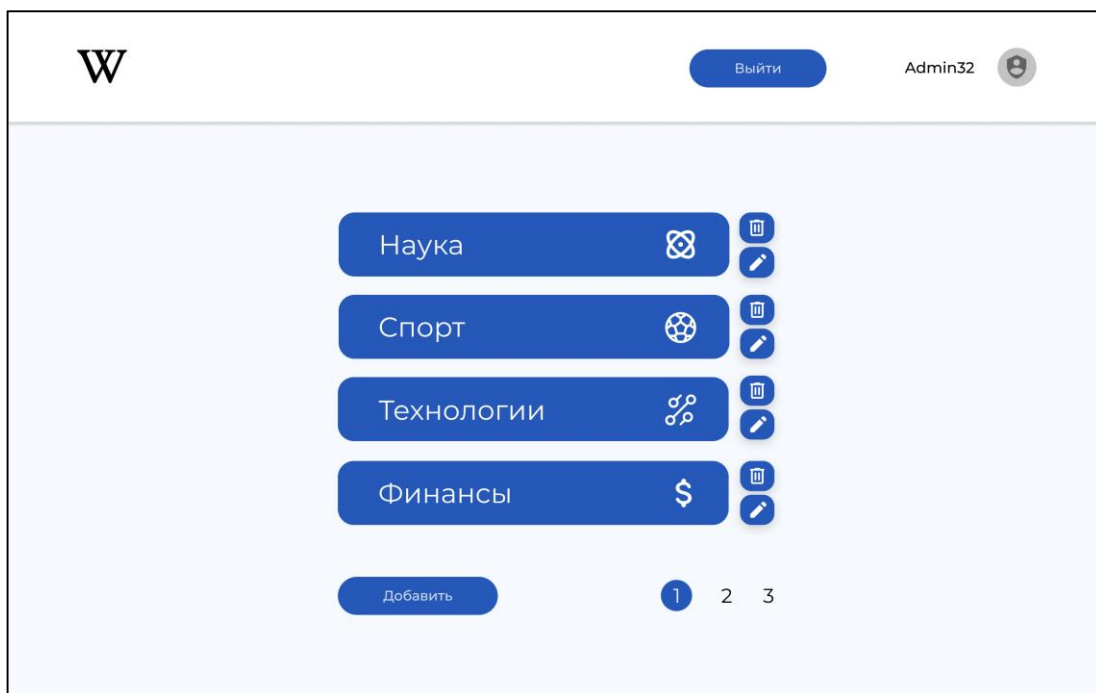 W
Выйти
Admin32
Наука
Спорт
Технологии
Финансы
$
Добавить
1 2 3